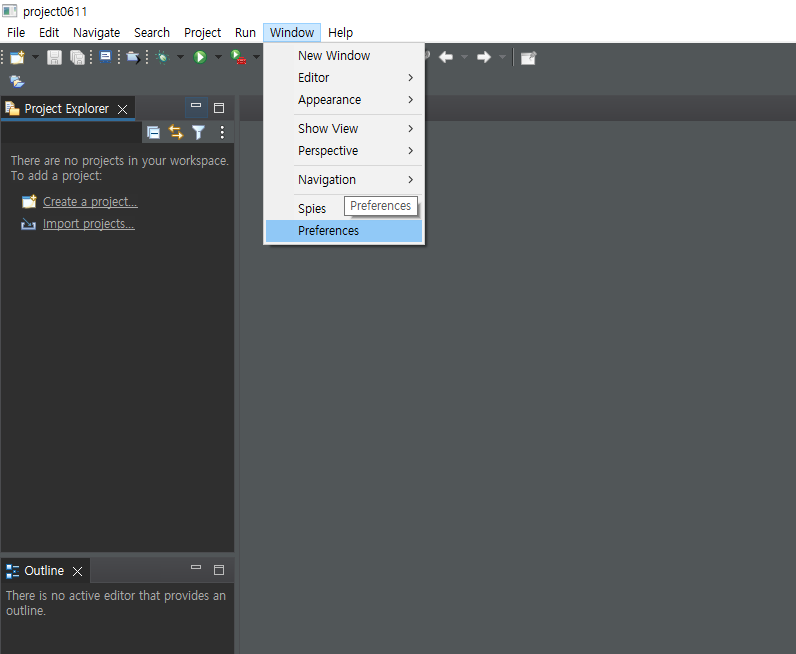 project0611
File Edit Navigate Search Project Run Window Help
New Window
Editor
Appearance
Show View
Perspective
Navigation
Spies
Preferences
Preferences
Project Explorer
There are no projects in your workspace.
To add a project:
Create a project...
Import projects...
Outline
There is no active editor that provides an
outline.